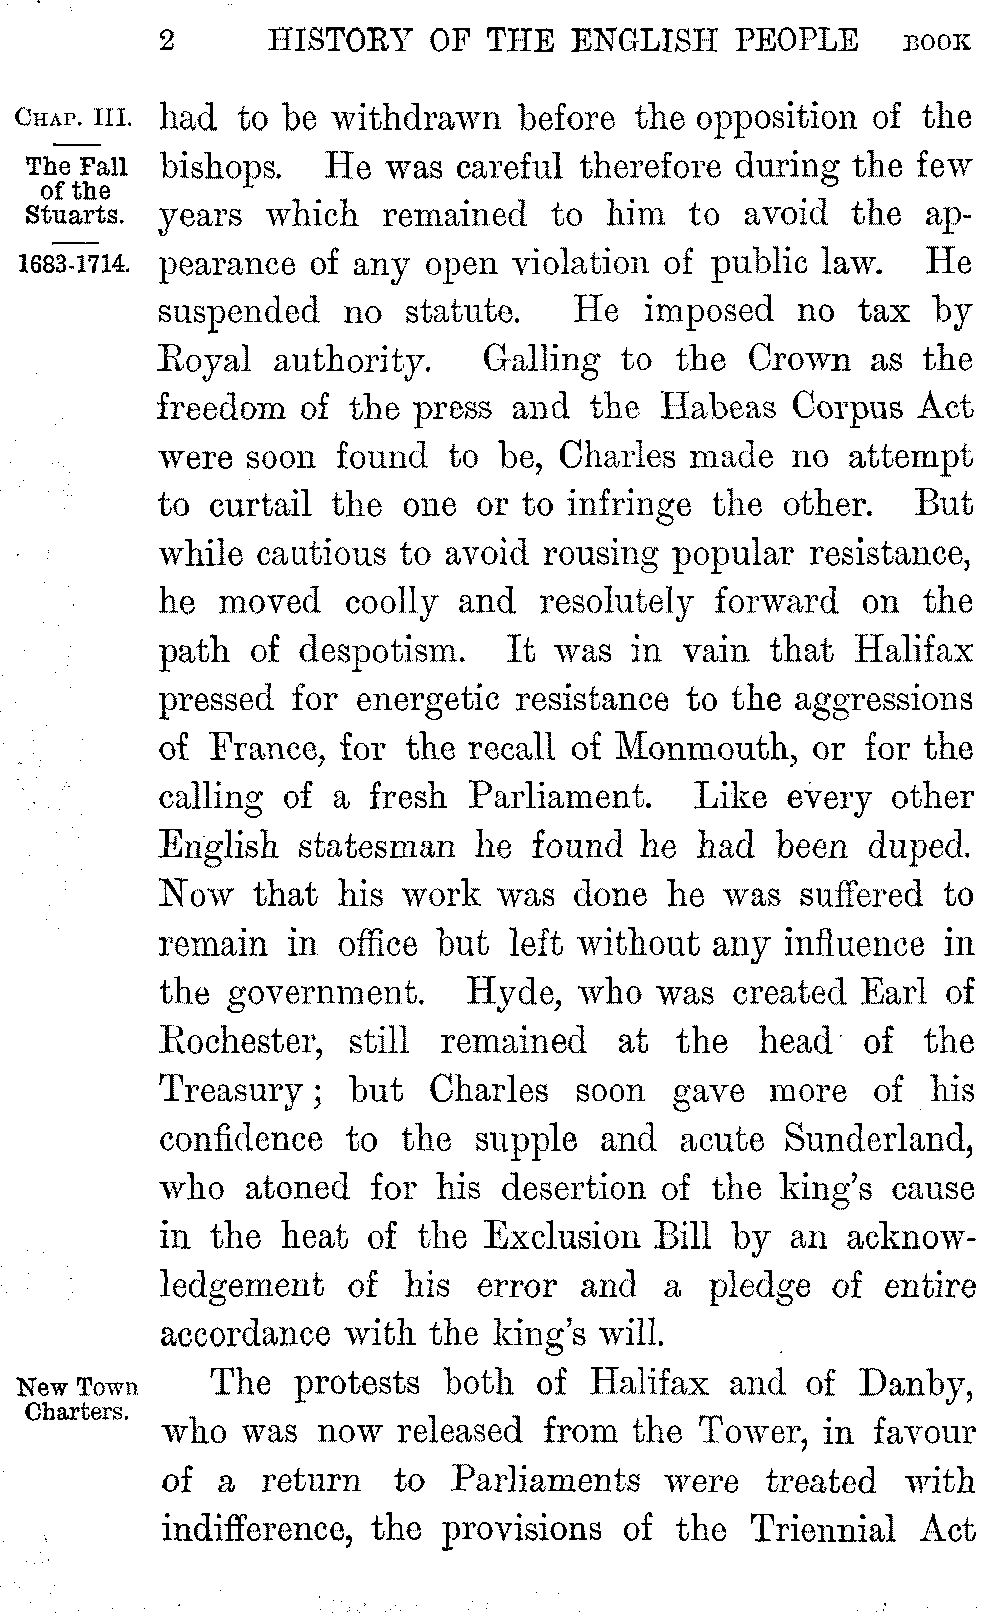 2 HISTORY OF THE ENGLISH PEOPLE BOOK
CHAP. III.
The Fall
of the
Stuarts.
1683-1714.
had to be withdrawn before the opposition of the
bishops. He was careful therefore during the few
years which remained to him to avoid the ap-
pearance of any open violation of public law. He
suspended no statute. He imposed no tax by
Royal authority. Galling to the Crown as the
freedom of the press and the Habeas Corpus Act
were soon found to be, Charles made no attempt
to curtail the one or to infringe the other. But
while cautious to avoid rousing popular resistance,
he moved coolly and resolutely forward on the
path of despotism. It was in vain that Halifax
pressed for energetic resistance to the aggressions
of France, for the recall of Monmouth, or for the
calling of a fresh Parliament. Like every other
English statesman he found he had been duped.
Now that his work was done he was suffered to
remain in office but left without any influence in
the government. Hyde, who was created Earl of
Rochester, still remained at the head of the
Treasury; but Charles soon gave more of his
confidence to the supple and acute Sunderland,
who atoned for his desertion of the king's cause
in the heat of the Exclusion Bill by an acknow-
ledgement of his error and a pledge of entire
accordance with the king's will.
New Town
Charters.
The protests both of Halifax and of Danby,
who was now released from the Tower, in favour
of a return to Parliaments were treated with
indifference, the provisions of the Triennial Act